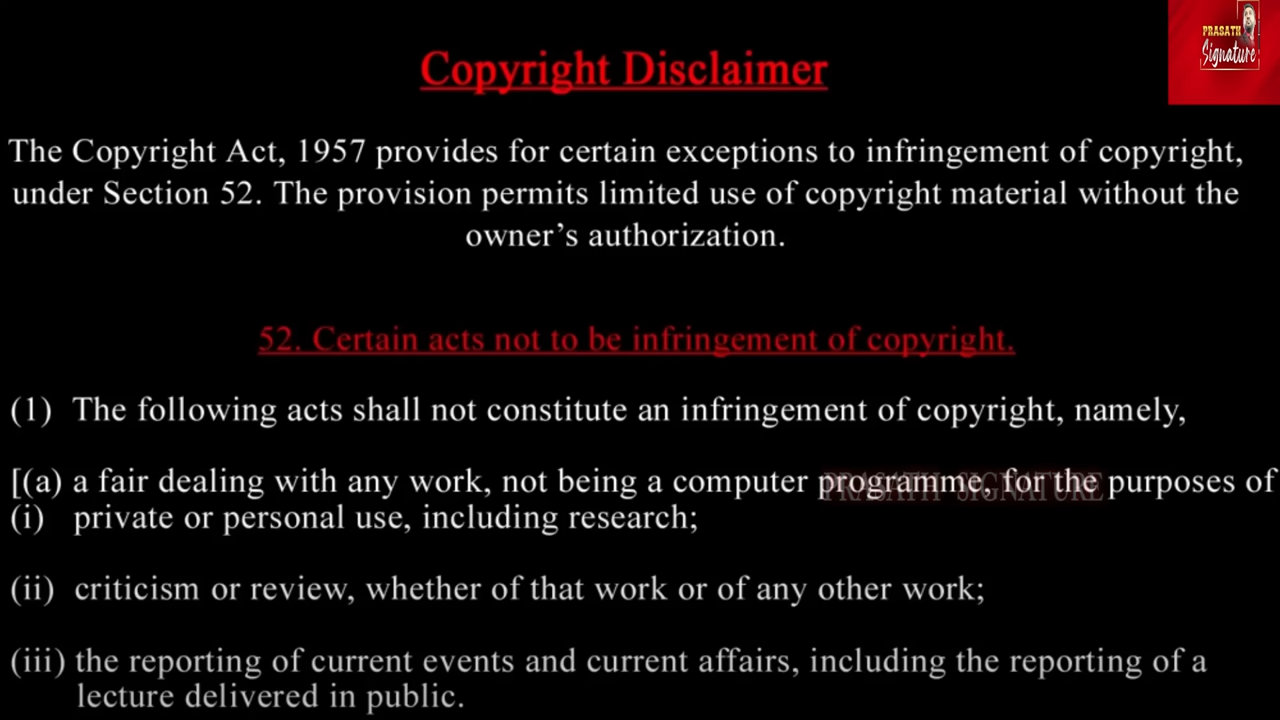 PRASATH
Signature
Copyright Disclaimer
The Copyright Act, 1957 provides for certain exceptions to infringement of copyright,
under Section 52. The provision permits limited use of copyright material without the
owner’s authorization.
52. Certain acts not to be infringement of copyright.
(1) The following acts shall not constitute an infringement of copyright, namely,
[(a) a fair dealing with any work, not being a computer programme, for the purposes of
PRASATH SIGNATURE
(i) private or personal use, including research;
(ii) criticism or review, whether of that work or of any other work;
(iii) the reporting of current events and current affairs, including the reporting of a
lecture delivered in public.